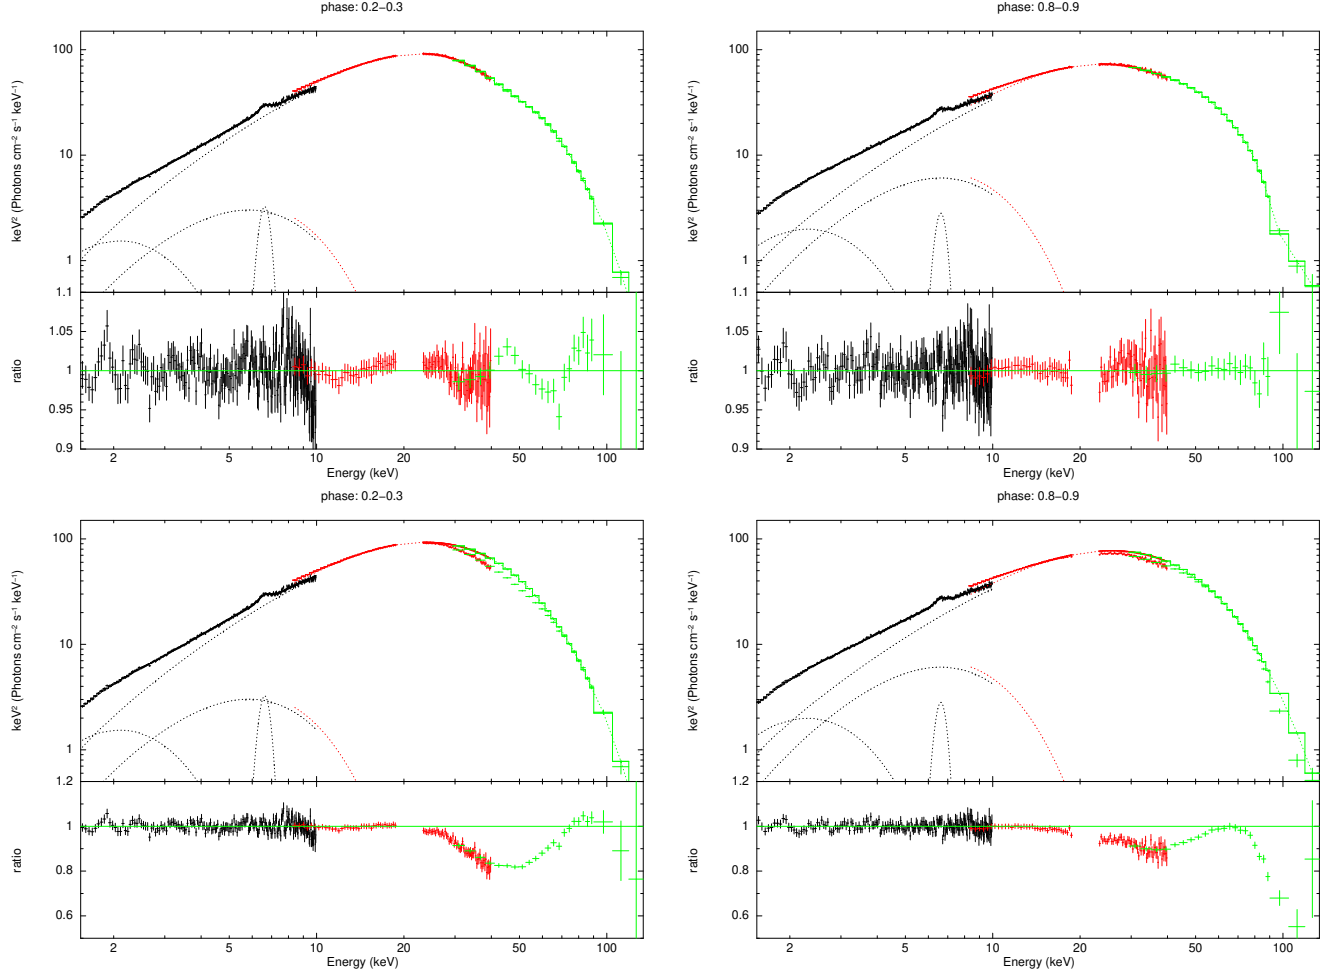 phase: 0.2−0.3
100
10
1
keV² (Photons cm⁻² s⁻¹ keV⁻¹)
1.1
1.05
1
0.95
0.9
ratio
2 5 10 20 50 100
Energy (keV)
phase: 0.8−0.9
100
10
1
keV² (Photons cm⁻² s⁻¹ keV⁻¹)
1.1
1.05
1
0.95
0.9
ratio
2 5 10 20 50 100
Energy (keV)
phase: 0.2−0.3
100
10
1
keV² (Photons cm⁻² s⁻¹ keV⁻¹)
1.2
1
0.8
0.6
ratio
2 5 10 20 50 100
Energy (keV)
phase: 0.8−0.9
100
10
1
keV² (Photons cm⁻² s⁻¹ keV⁻¹)
1.2
1
0.8
0.6
ratio
2 5 10 20 50 100
Energy (keV)